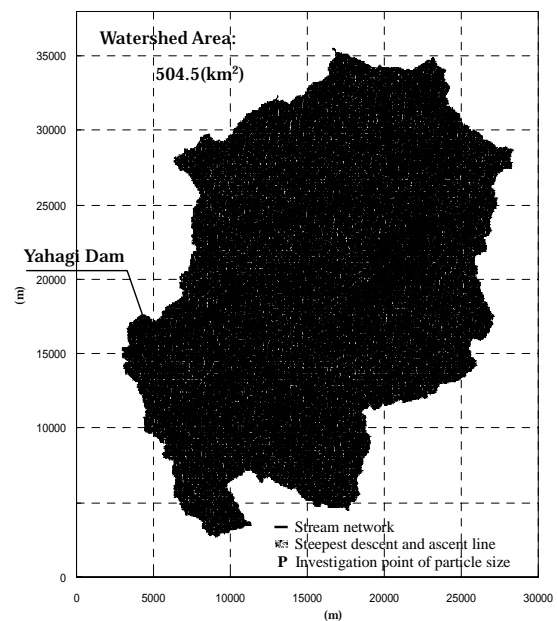 Watershed Area:
504.5(km²)
35000
30000
25000
Yahagi Dam
20000
(m)
15000
10000
Stream network
Steepest descent and ascent line
P Investigation point of particle size
0
0 5000 10000 15000 20000 25000 30000
(m)